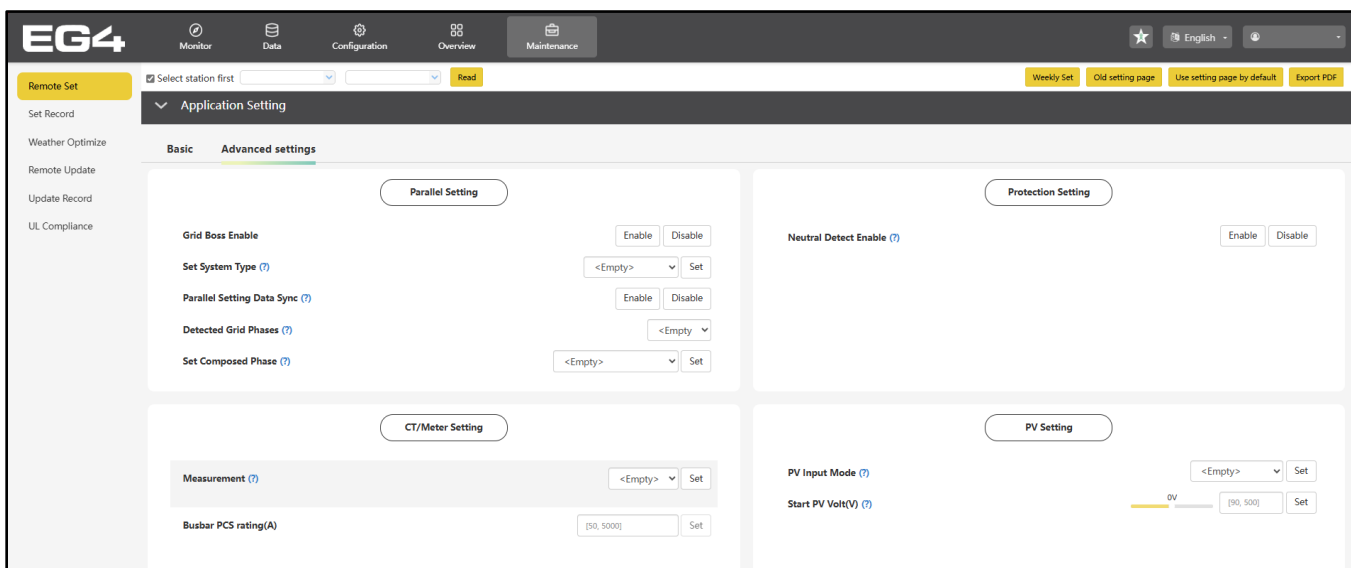 EG4
Monitor Data Configuration Overview Maintenance
English
Select station first Read Weekly Set Old setting page Use setting page by default Export PDF
Remote Set
Set Record
Weather Optimize
Remote Update
Update Record
UL Compliance
Application Setting
Basic Advanced settings
Parallel Setting
Grid Boss Enable Enable Disable
Set System Type (?) <Empty> Set
Parallel Setting Data Sync (?) Enable Disable
Detected Grid Phases (?) <Empty
Set Composed Phase (?) <Empty> Set
Protection Setting
Neutral Detect Enable (?) Enable Disable
CT/Meter Setting
Measurement (?) <Empty> Set
Busbar PCS rating(A) [50, 5000] Set
PV Setting
PV Input Mode (?) <Empty> Set
Start PV Volt(V) (?) 0V [90, 500] Set